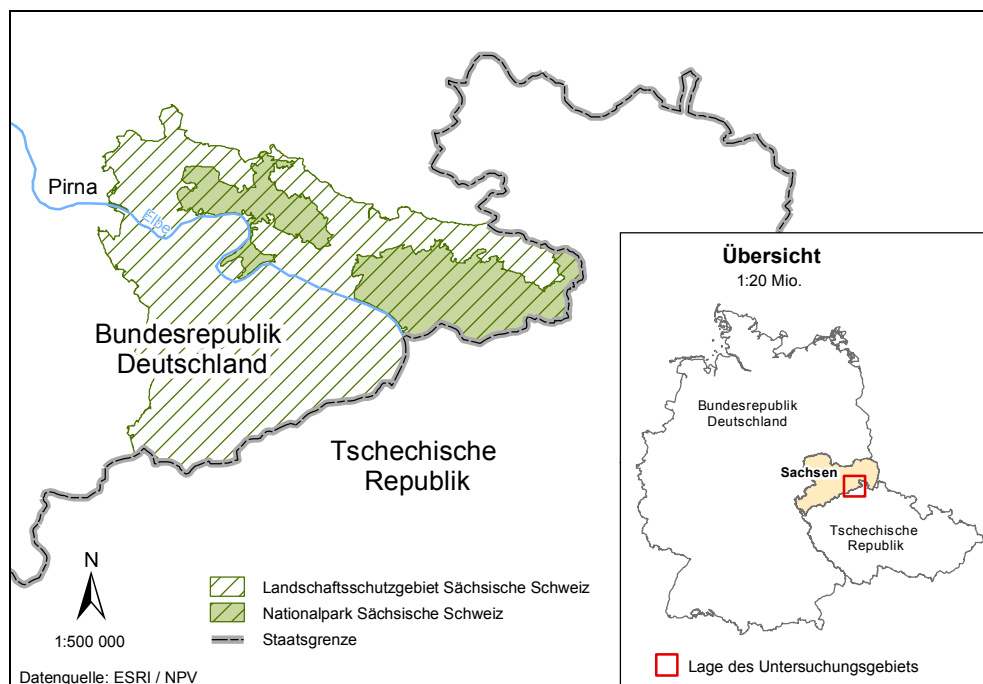 Pirna
Elbe
Bundesrepublik
Deutschland
Tschechische
Republik
N
1:500 000
Landschaftsschutzgebiet Sächsische Schweiz
Nationalpark Sächsische Schweiz
Staatsgrenze
Datenquelle: ESRI / NPV
Übersicht
1:20 Mio.
Bundesrepublik
Deutschland
Sachsen
Tschechische
Republik
Lage des Untersuchungsgebiets